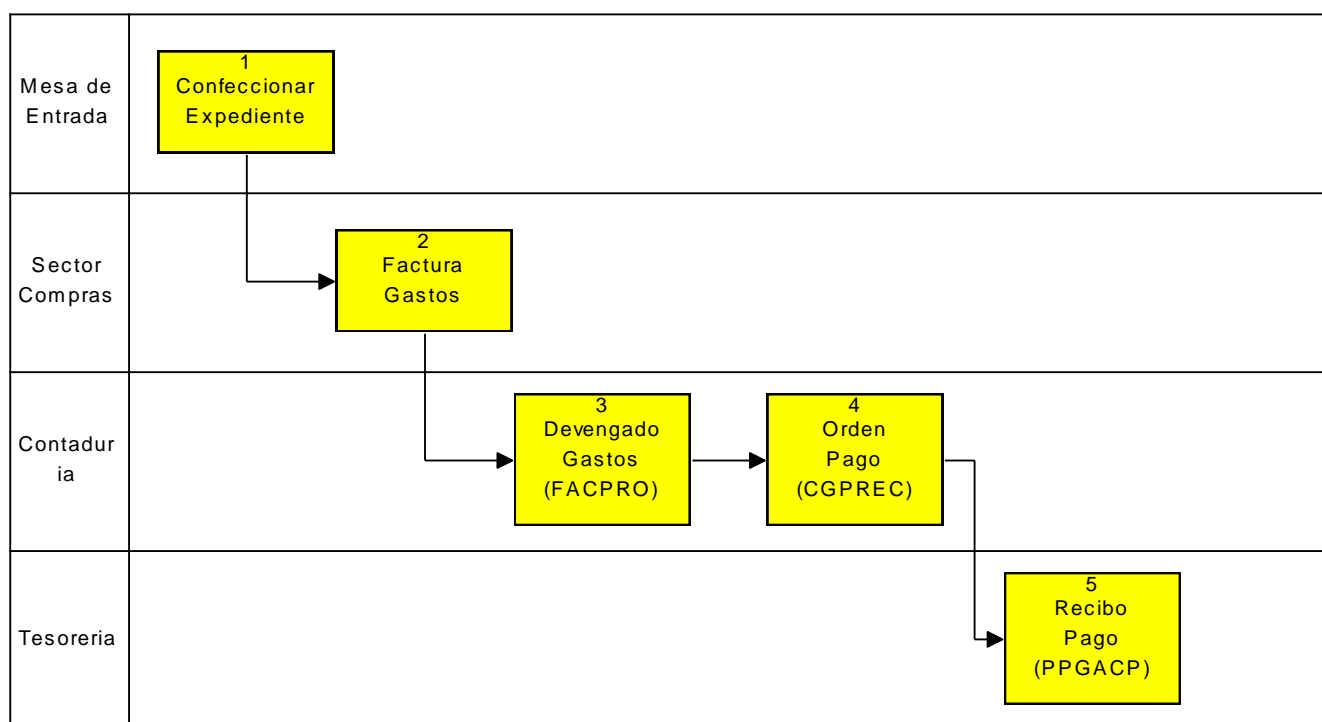 Mesa de
Entrada
1
Confeccionar
Expediente
Sector
Compras
2
Factura
Gastos
Contadur
ia
3
Devengado
Gastos
(FACPRO)
4
Orden
Pago
(CGPREC)
Tesoreria
5
Recibo
Pago
(PPGACP)